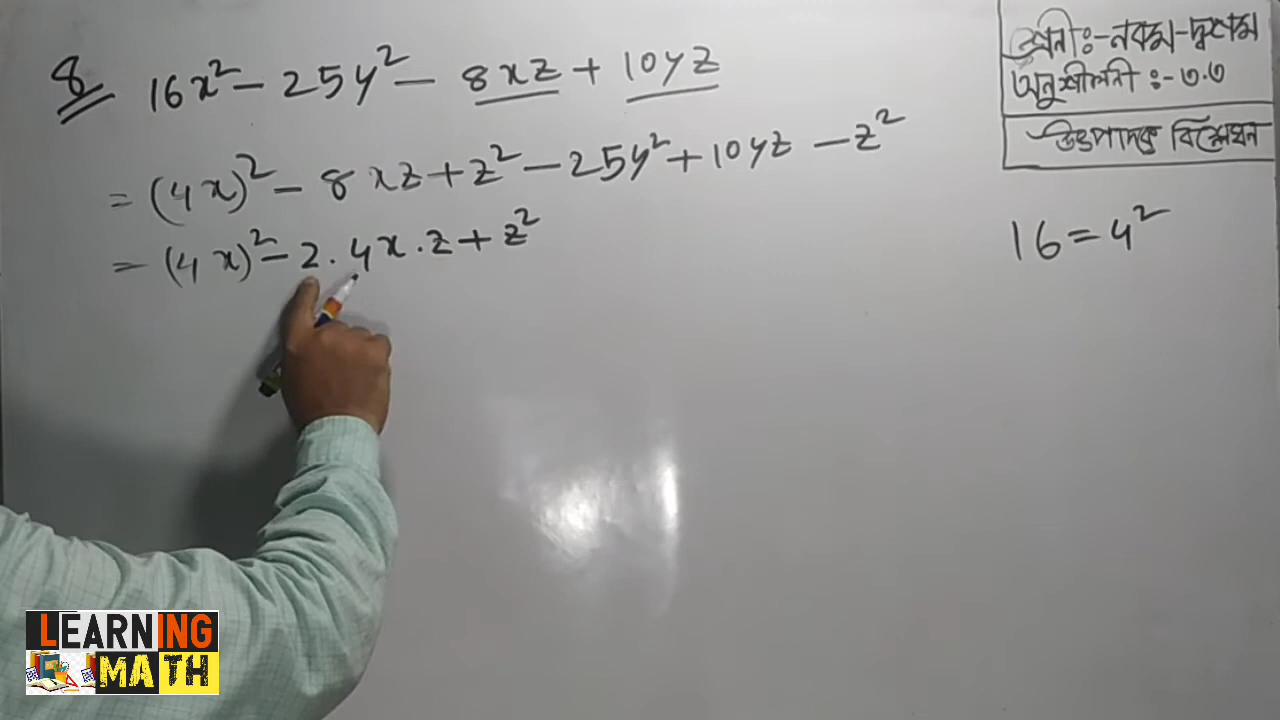 8 16x² - 25y² - 8xz + 10yz
= (4x)² - 8xz + z² - 25y² + 10yz - z²
= (4x)² - 2 . 4x . z + z²
শ্রেনী :- নবম - দশম
অনুশীলনী :- ৩.৩
উৎপাদক বিশ্লেষন
16 = 4²
LEARNING
MATH